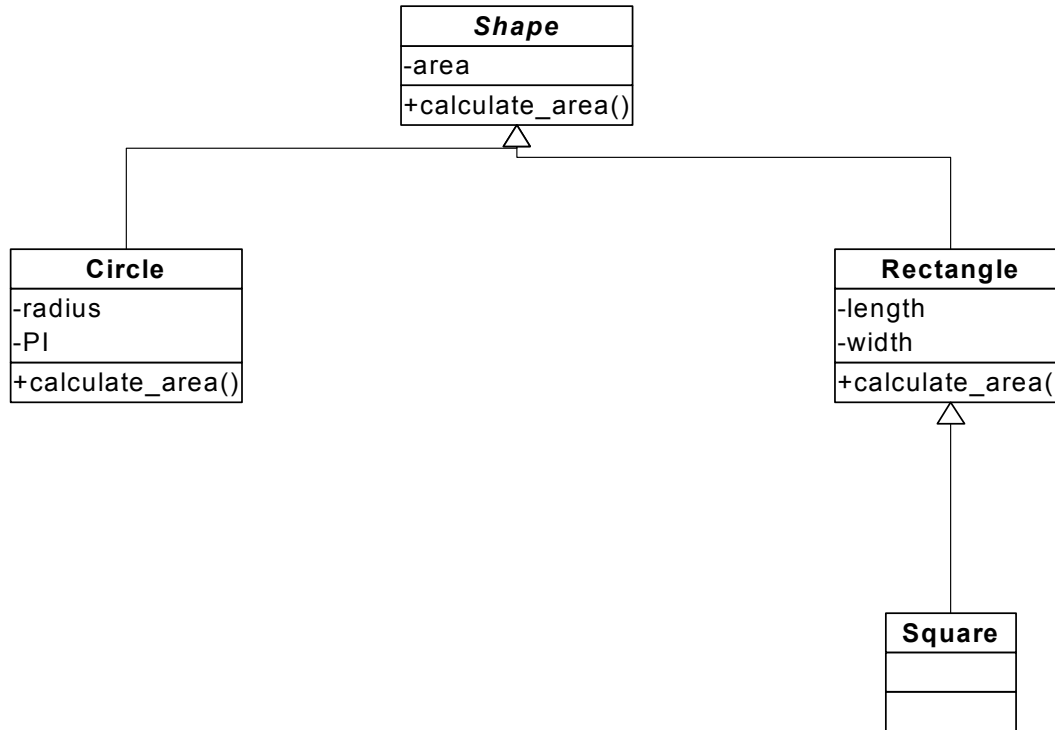 Shape
-area
+calculate_area()
Circle
-radius
-PI
+calculate_area()
Rectangle
-length
-width
+calculate_area(
Square